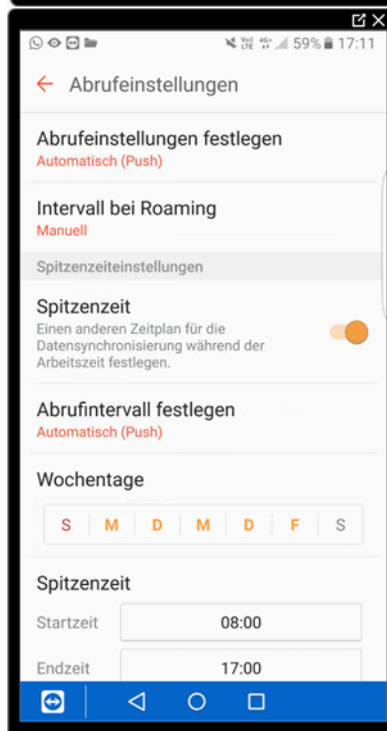 59% 17:11
Abrufeinstellungen
Abrufeinstellungen festlegen
Automatisch (Push)
Intervall bei Roaming
Manuell
Spitzenzeiteinstellungen
Spitzenzeit
Einen anderen Zeitplan für die
Datensynchronisierung während der
Arbeitszeit festlegen.
Abrufintervall festlegen
Automatisch (Push)
Wochentage
S M D M D F S
Spitzenzeit
Startzeit 08:00
Endzeit 17:00